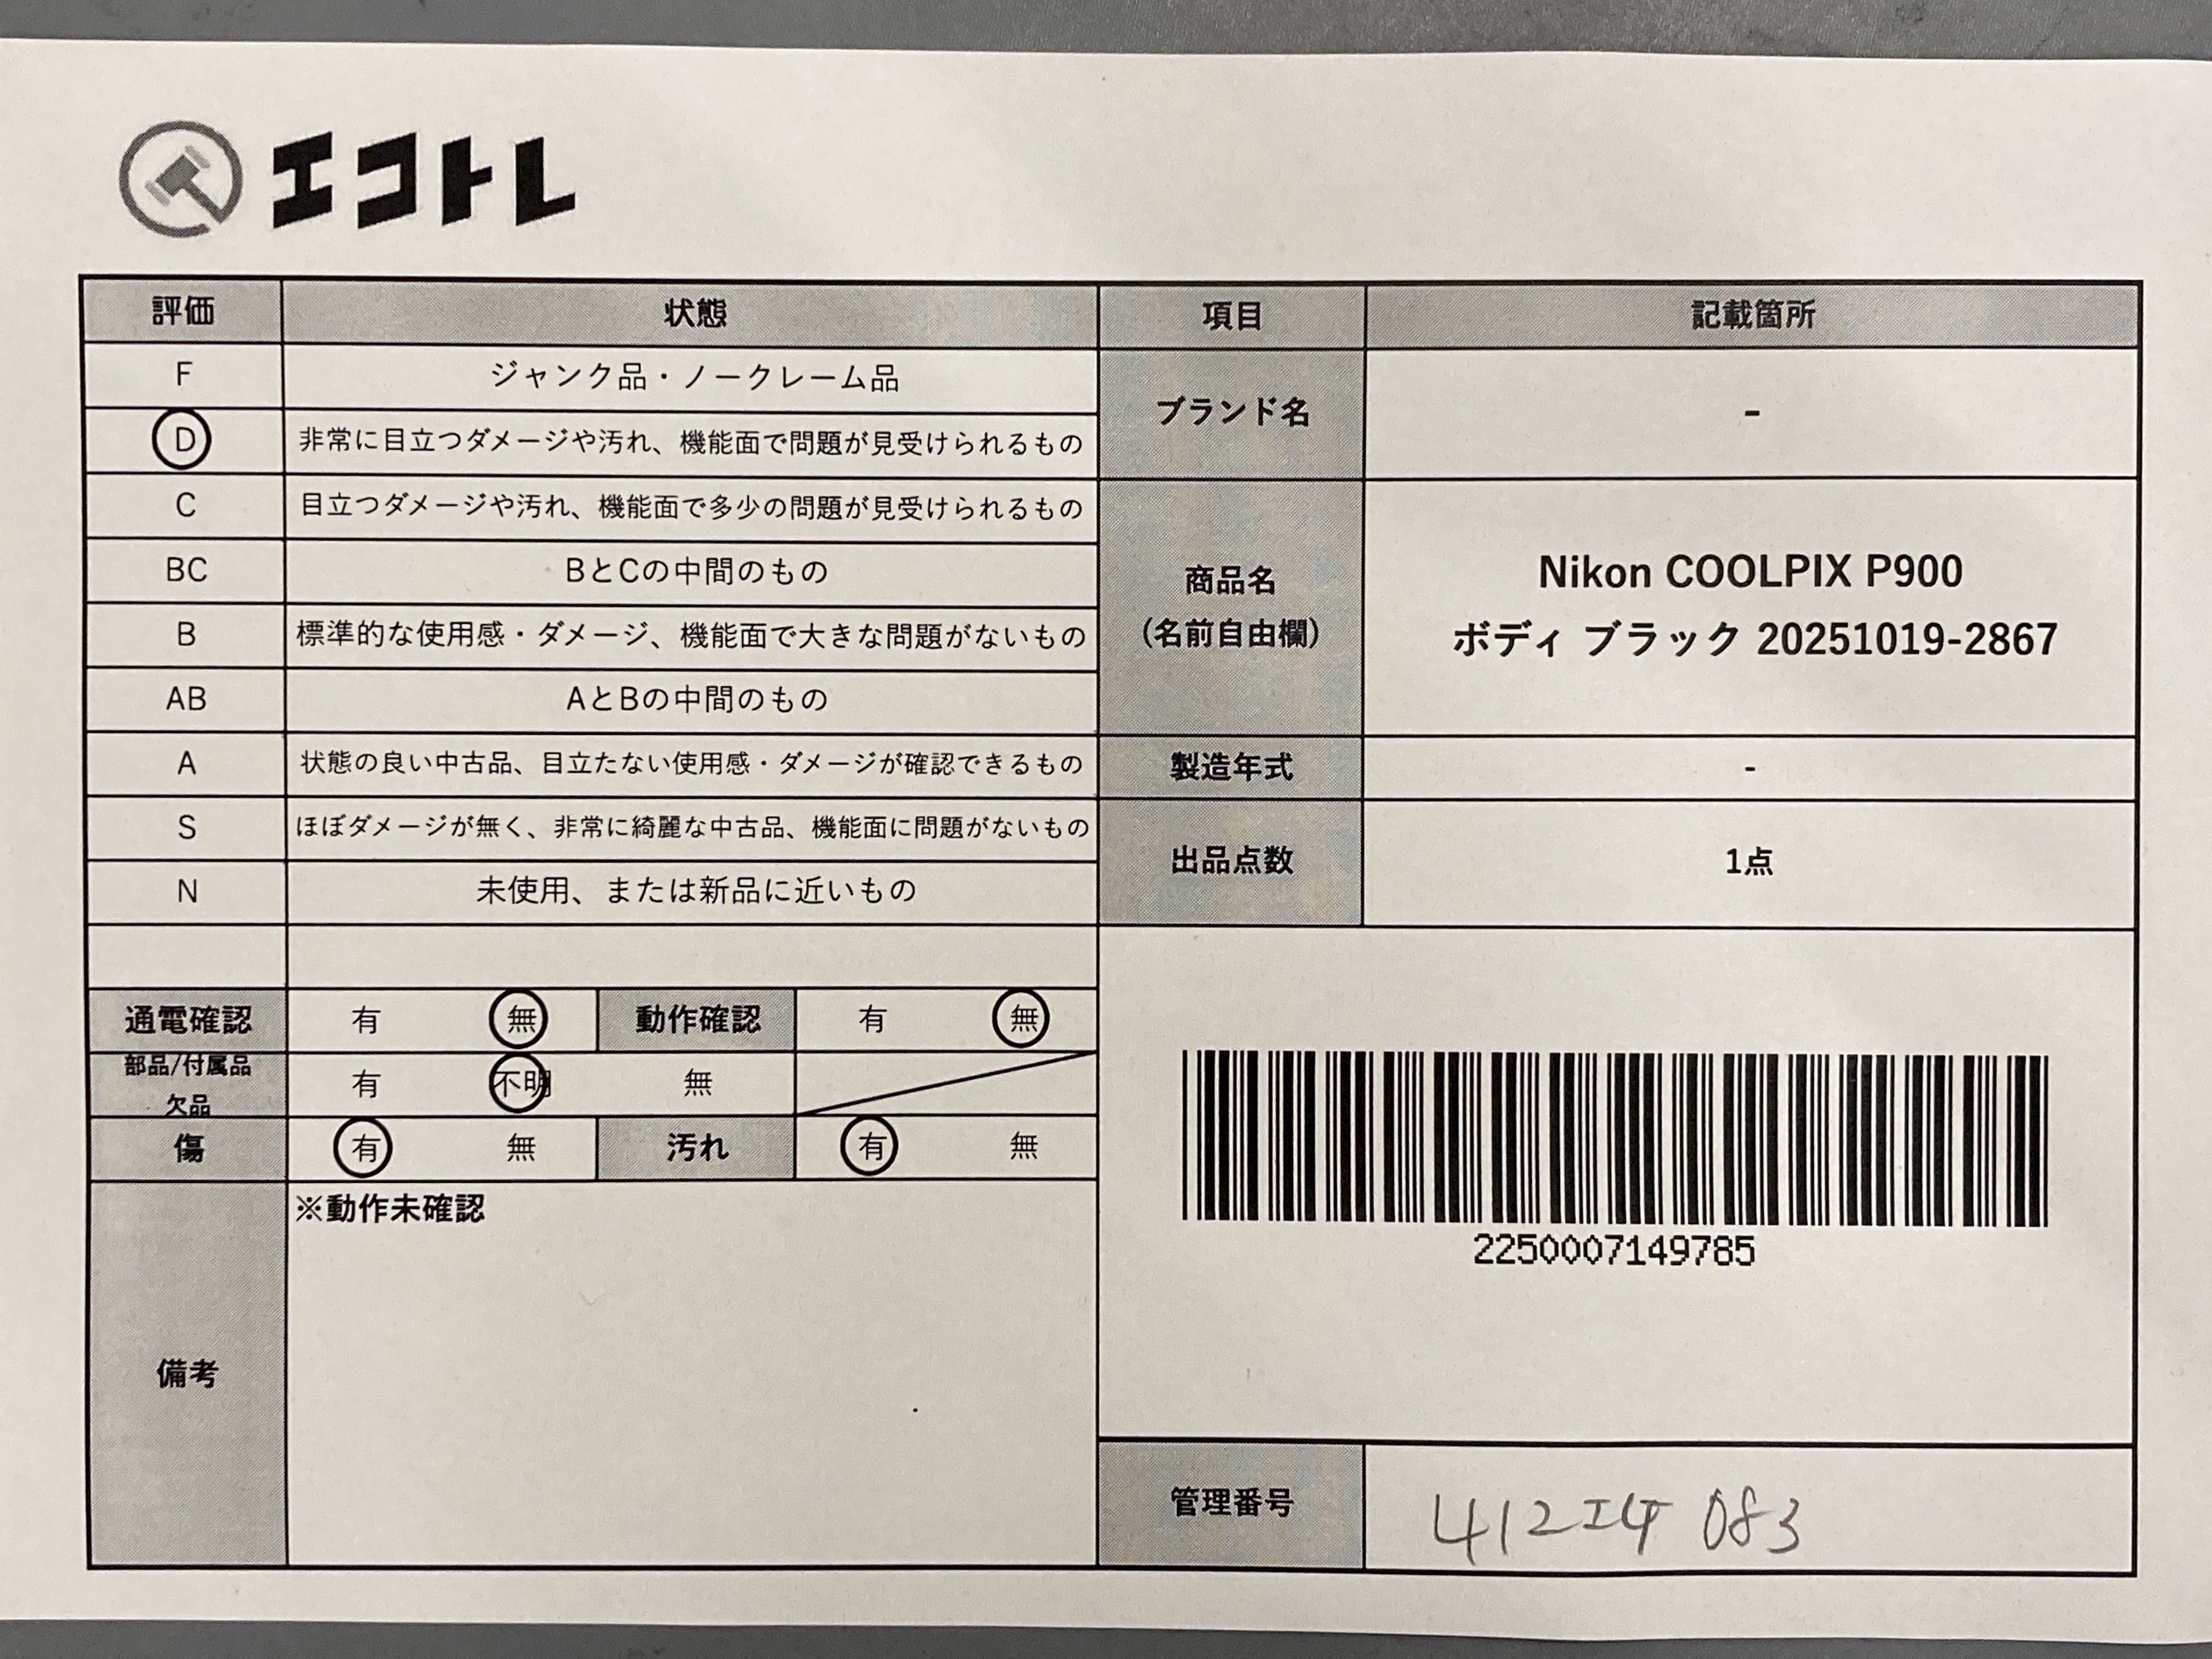 エコトレ
評価 状態 項目 記載箇所
F ジャンク品・ノークレーム品
D 非常に目立つダメージや汚れ、機能面で問題が見受けられるもの
ブランド名 -
C 目立つダメージや汚れ、機能面で多少の問題が見受けられるもの
BC BとCの中間のもの
B 標準的な使用感・ダメージ、機能面で大きな問題がないもの
AB AとBの中間のもの
商品名
(名前自由欄)
Nikon COOLPIX P900
ボディ ブラック 20251019-2867
A 状態の良い中古品、目立たない使用感・ダメージが確認できるもの
製造年式 -
S ほぼダメージが無く、非常に綺麗な中古品、機能面に問題がないもの
N 未使用、または新品に近いもの
出品点数 1点
通電確認 有 無 動作確認 有 無
部品/付属品
欠品
有 不明 無
傷 有 無 汚れ 有 無
備考
※動作未確認
2250007149785
管理番号 412 083